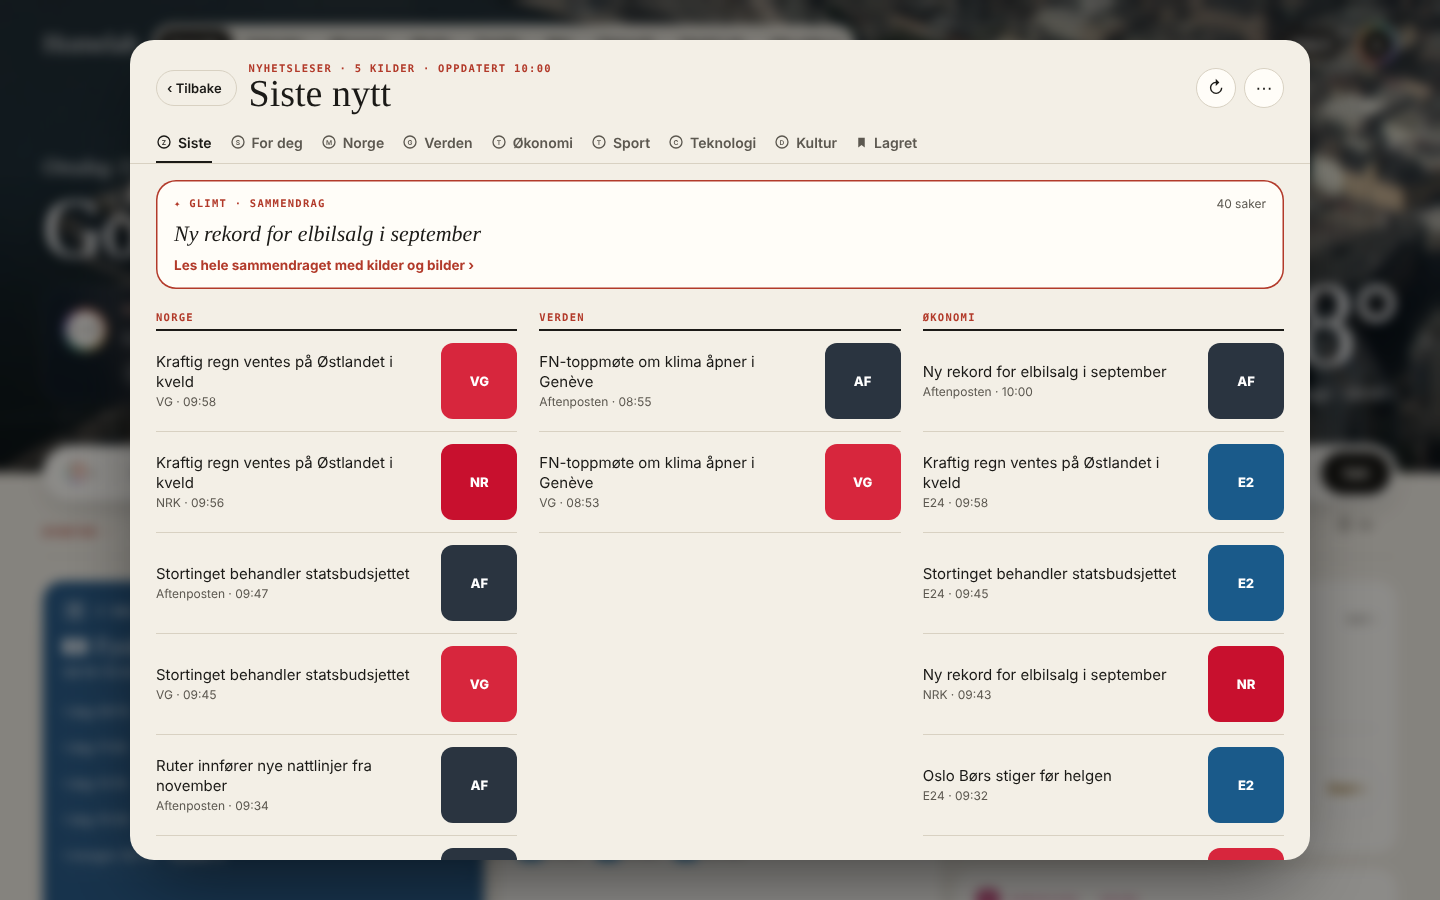 ‹ Tilbake
NYHETSLESER · 5 KILDER · OPPDATERT 10:00
Siste nytt
Z Siste
S For deg
M Norge
G Verden
T Økonomi
T Sport
C Teknologi
D Kultur
Lagret
✦ GLIMT · SAMMENDRAG
40 saker
Ny rekord for elbilsalg i september
Les hele sammendraget med kilder og bilder ›
NORGE
Kraftig regn ventes på Østlandet i
kveld
VG · 09:58
VG
Kraftig regn ventes på Østlandet i
kveld
NRK · 09:56
NR
Stortinget behandler statsbudsjettet
Aftenposten · 09:47
AF
Stortinget behandler statsbudsjettet
VG · 09:45
VG
Ruter innfører nye nattlinjer fra
november
Aftenposten · 09:34
AF
VERDEN
FN-toppmøte om klima åpner i
Genève
Aftenposten · 08:55
AF
FN-toppmøte om klima åpner i
Genève
VG · 08:53
VG
ØKONOMI
Ny rekord for elbilsalg i september
Aftenposten · 10:00
AF
Kraftig regn ventes på Østlandet i
kveld
E24 · 09:58
E2
Stortinget behandler statsbudsjettet
E24 · 09:45
E2
Ny rekord for elbilsalg i september
NRK · 09:43
NR
Oslo Børs stiger før helgen
E24 · 09:32
E2
8°